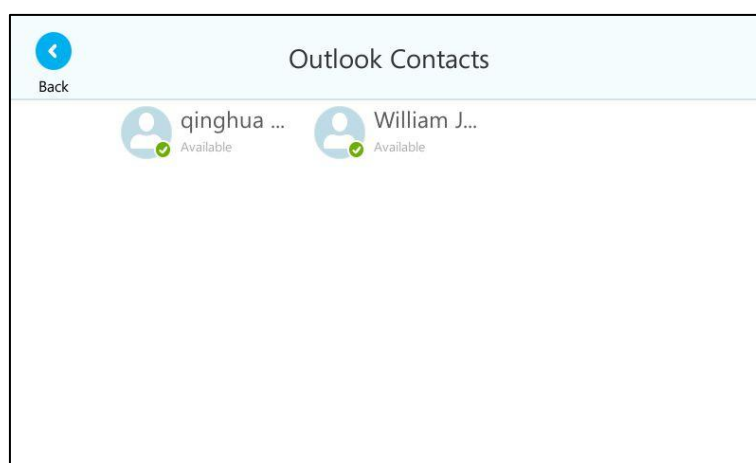 Outlook Contacts
Back
qinghua ...
William J...
Available
Available